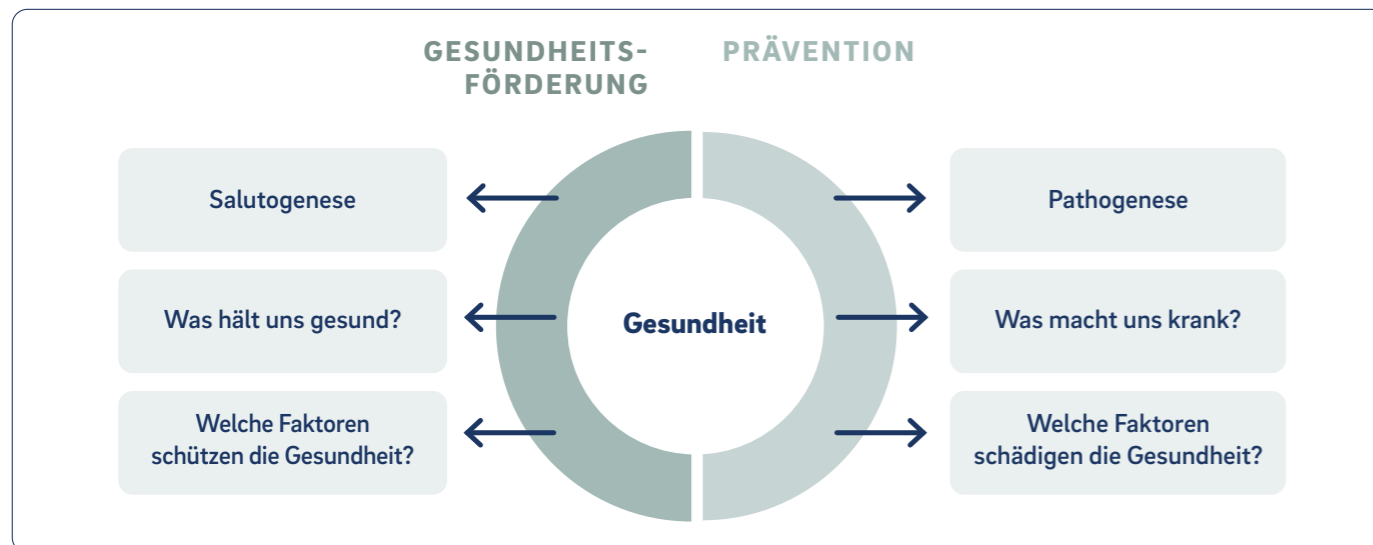 GESUNDHEITS-
FÖRDERUNG
PRÄVENTION
Salutogenese
Was hält uns gesund?
Welche Faktoren
schützen die Gesundheit?
Gesundheit
Pathogenese
Was macht uns krank?
Welche Faktoren
schädigen die Gesundheit?